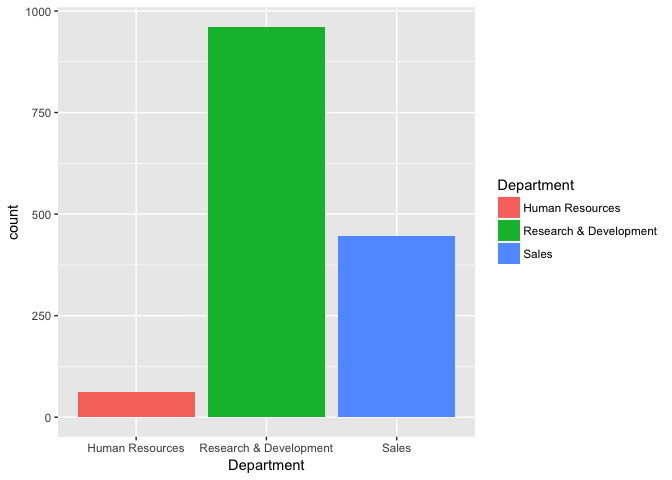 1000
750
500
250
0
count
Human Resources Research & Development Sales
Department
Department
Human Resources
Research & Development
Sales